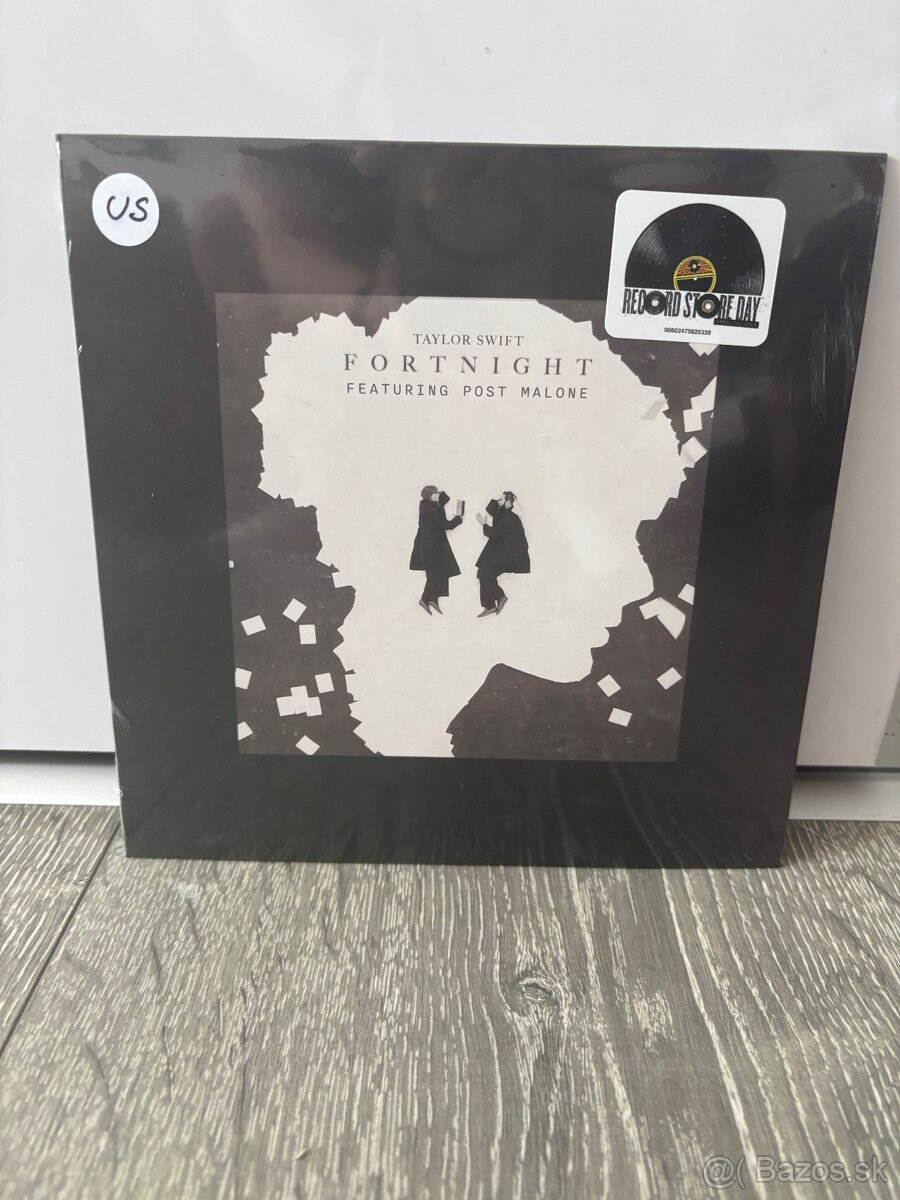 US
RECORD STORE DAY
00602475825326
TAYLOR SWIFT
FORTNIGHT
FEATURING POST MALONE
@( Bazos.sk